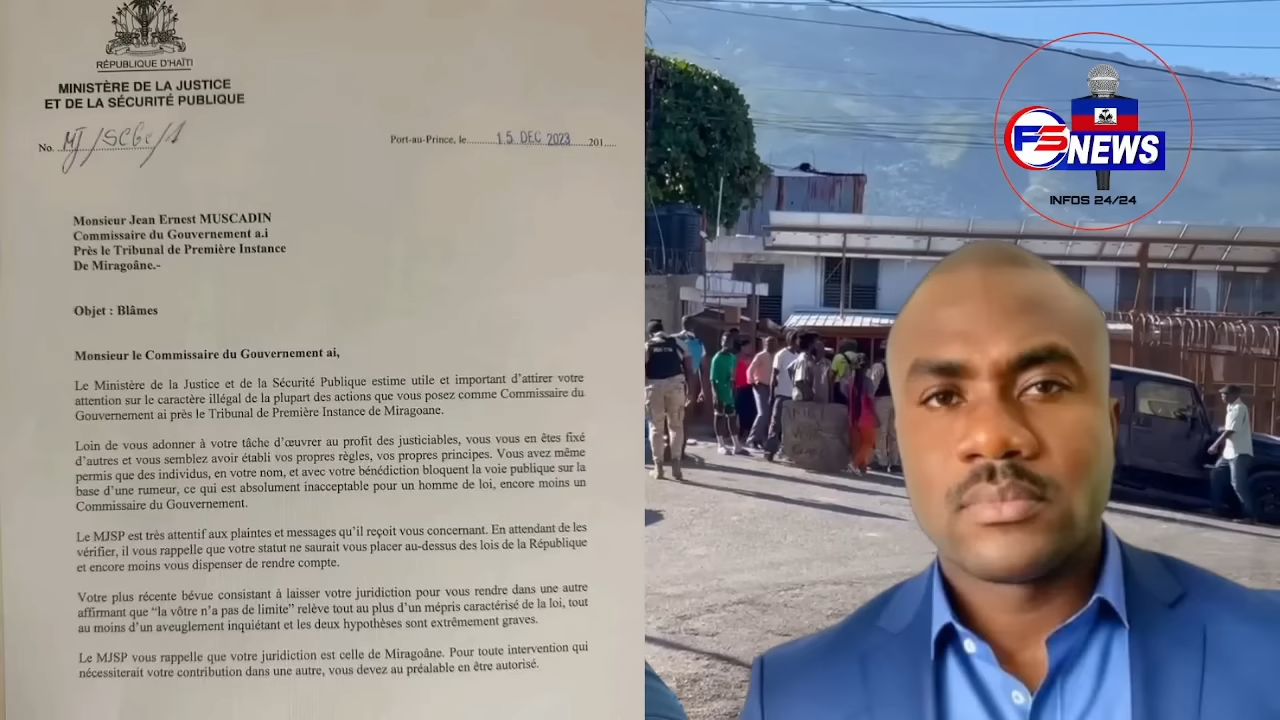 RÉPUBLIQUE D'HAÏTI
MINISTÈRE DE LA JUSTICE
ET DE LA SÉCURITÉ PUBLIQUE
No. MJ/SCGC/1
Port-au-Prince, le 15 DEC 2023 201
Monsieur Jean Ernest MUSCADIN
Commissaire du Gouvernement a.i
Près le Tribunal de Première Instance
De Miragoâne.-
Objet : Blâmes
Monsieur le Commissaire du Gouvernement ai,
Le Ministère de la Justice et de la Sécurité Publique estime utile et important d'attirer votre
attention sur le caractère illégal de la plupart des actions que vous posez comme Commissaire du
Gouvernement ai près le Tribunal de Première Instance de Miragoane.
Loin de vous adonner à votre tâche d'œuvrer au profit des justiciables, vous vous en êtes fixé
d'autres et vous semblez avoir établi vos propres règles, vos propres principes. Vous avez même
permis que des individus, en votre nom, et avec votre bénédiction bloquent la voie publique sur la
base d'une rumeur, ce qui est absolument inacceptable pour un homme de loi, encore moins un
Commissaire du Gouvernement.
Le MJSP est très attentif aux plaintes et messages qu'il reçoit vous concernant. En attendant de les
vérifier, il vous rappelle que votre statut ne saurait vous placer au-dessus des lois de la République
et encore moins vous dispenser de rendre compte.
Votre plus récente bévue consistant à laisser votre juridiction pour vous rendre dans une autre
affirmant que “la vôtre n'a pas de limite” relève tout au plus d'un mépris caractérisé de la loi, tout
au moins d'un aveuglement inquiétant et les deux hypothèses sont extrêmement graves.
Le MJSP vous rappelle que votre juridiction est celle de Miragoâne. Pour toute intervention qui
nécessiterait votre contribution dans une autre, vous devez au préalable en être autorisé.
FS NEWS
INFOS 24/24